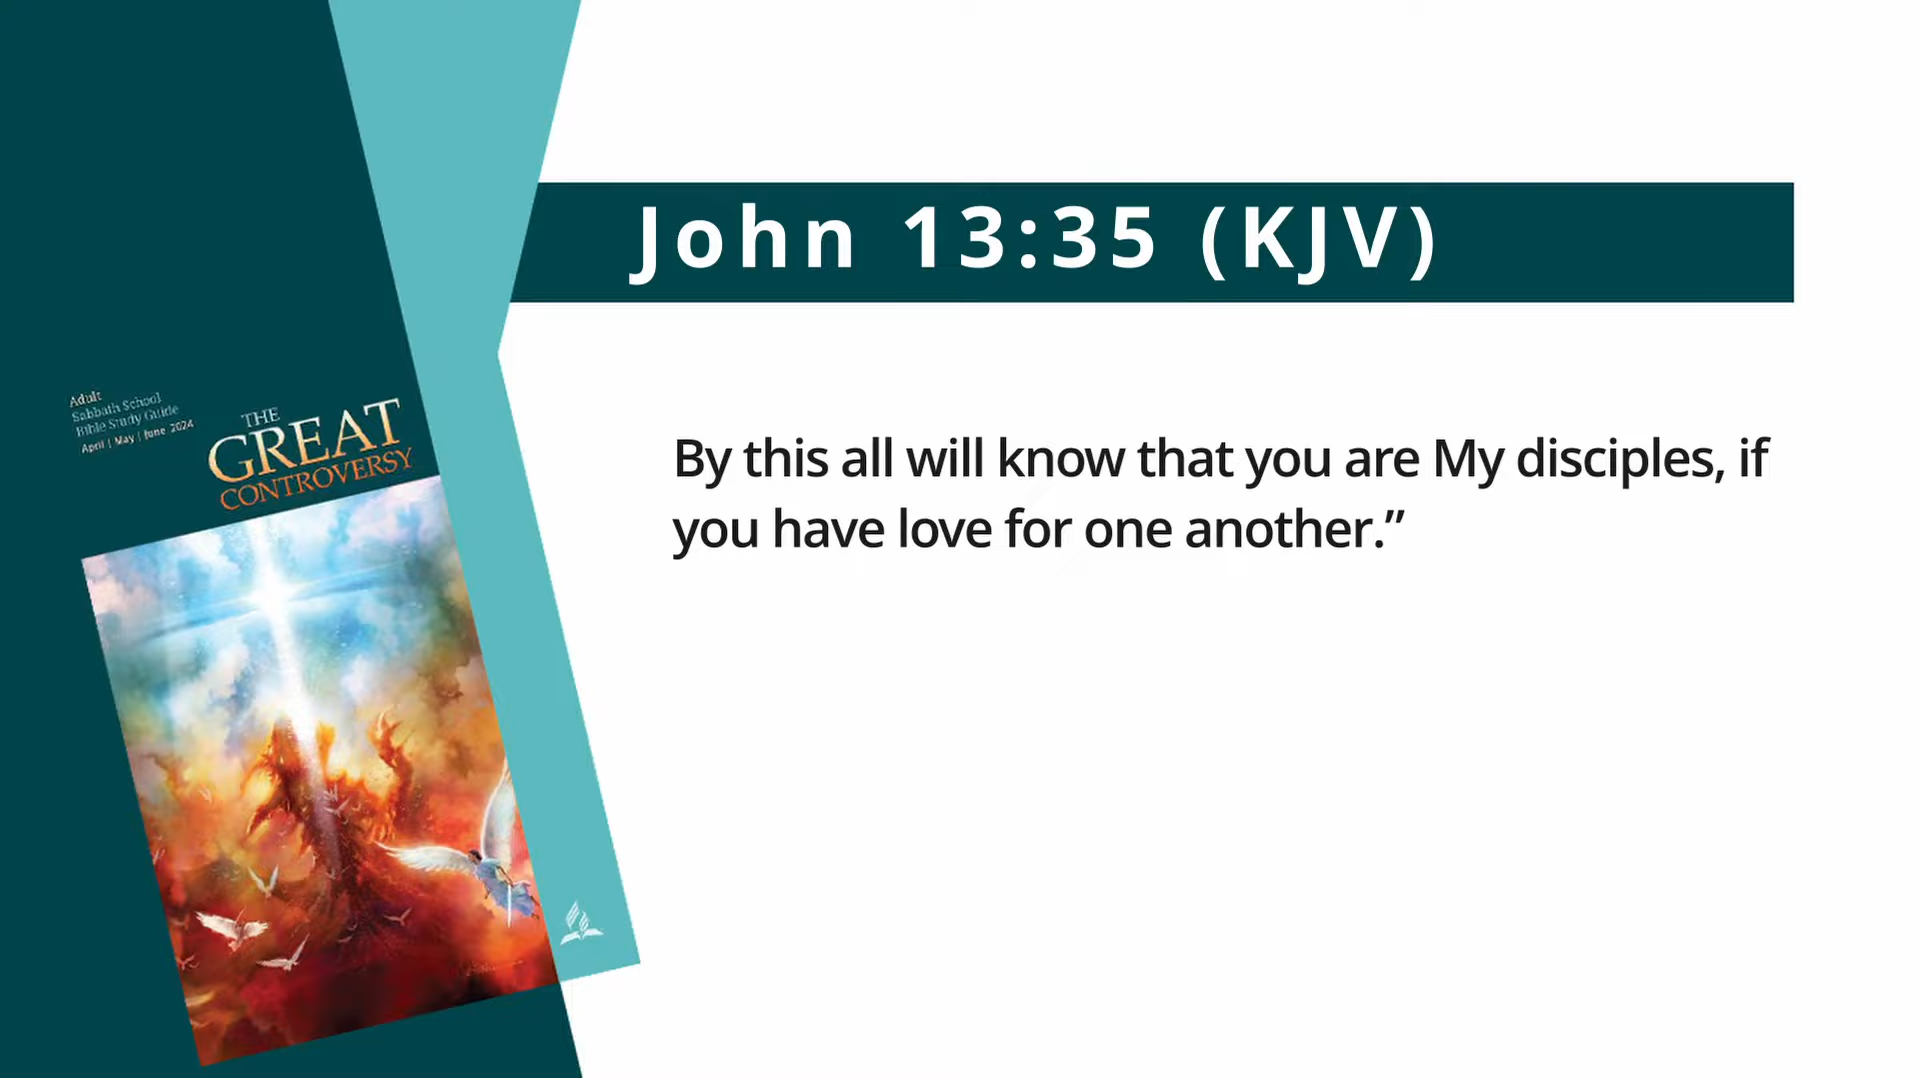 John 13:35 (KJV)
By this all will know that you are My disciples, if
you have love for one another.”
Adult
Sabbath School
Bible Study Guide
April | May | June 2024
THE
GREAT
CONTROVERSY